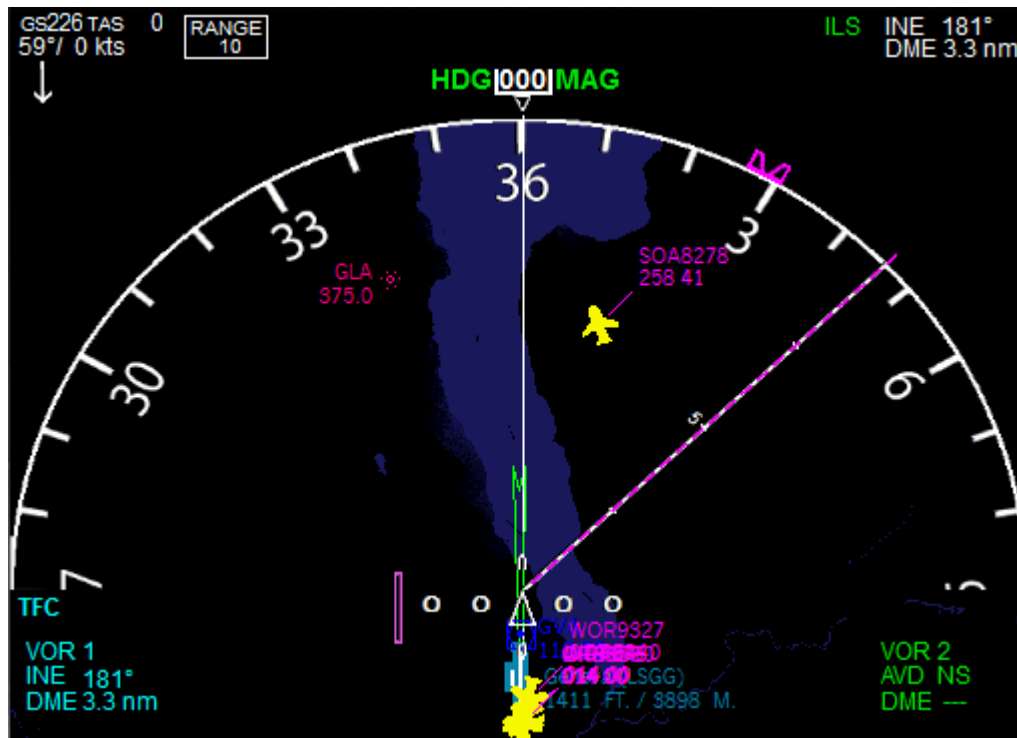 GS226 TAS 0
59°/ 0 kts
RANGE
10
ILS INE 181°
DME 3.3 nm
HDG 000 MAG
36
33
3
30
6
GLA
375.0
SOA8278
258 41
5
TFC
VOR 1
INE 181°
DME 3.3 nm
WOR9327
014 00
LSGG)
1411 FT. / 3898 M.
VOR 2
AVD NS
DME ---